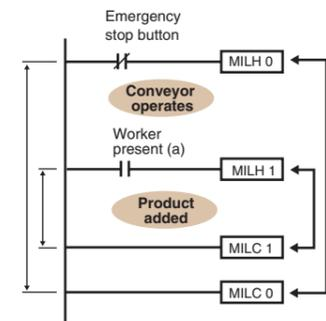 Emergency
stop button
MILH 0
Conveyor
operates
Worker
present (a)
MILH 1
Product
added
MILC 1
MILC 0